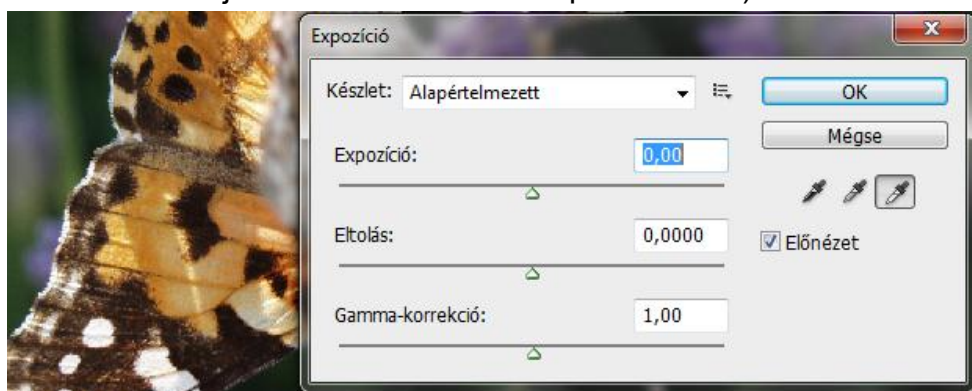 Expozíció
Készlet: Alapértelmezett
OK
Mégse
Expozíció: 0,00
Eltolás: 0,0000
Előnézet
Gamma-korrekció: 1,00